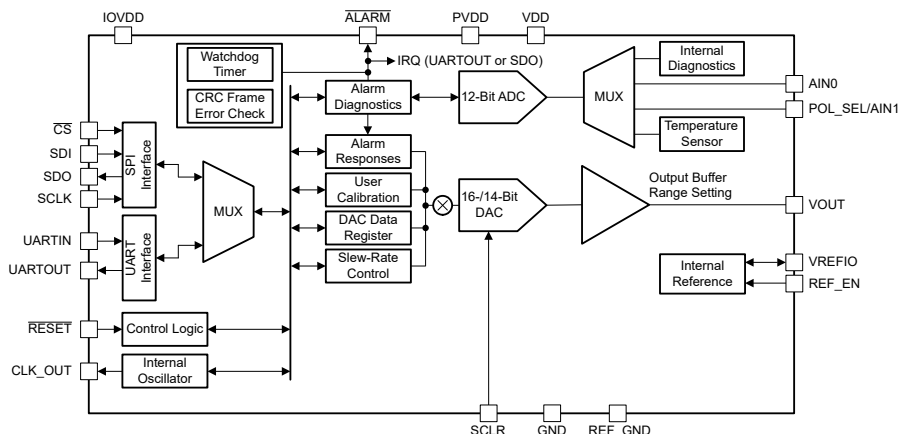 IOVDD
ALARM
PVDD
VDD
Watchdog
Timer
CRC Frame
Error Check
IRQ (UARTOUT or SDO)
Alarm
Diagnostics
12-Bit ADC
MUX
Internal
Diagnostics
Temperature
Sensor
AIN0
POL_SEL/AIN1
CS
SDI
SDO
SCLK
SPI
Interface
UARTIN
UARTOUT
UART
Interface
MUX
Alarm
Responses
User
Calibration
DAC Data
Register
Slew-Rate
Control
16-/14-Bit
DAC
Output Buffer
Range Setting
VOUT
Internal
Reference
VREFIO
REF_EN
RESET
Control Logic
CLK_OUT
Internal
Oscillator
SCLR
GND
REF_GND